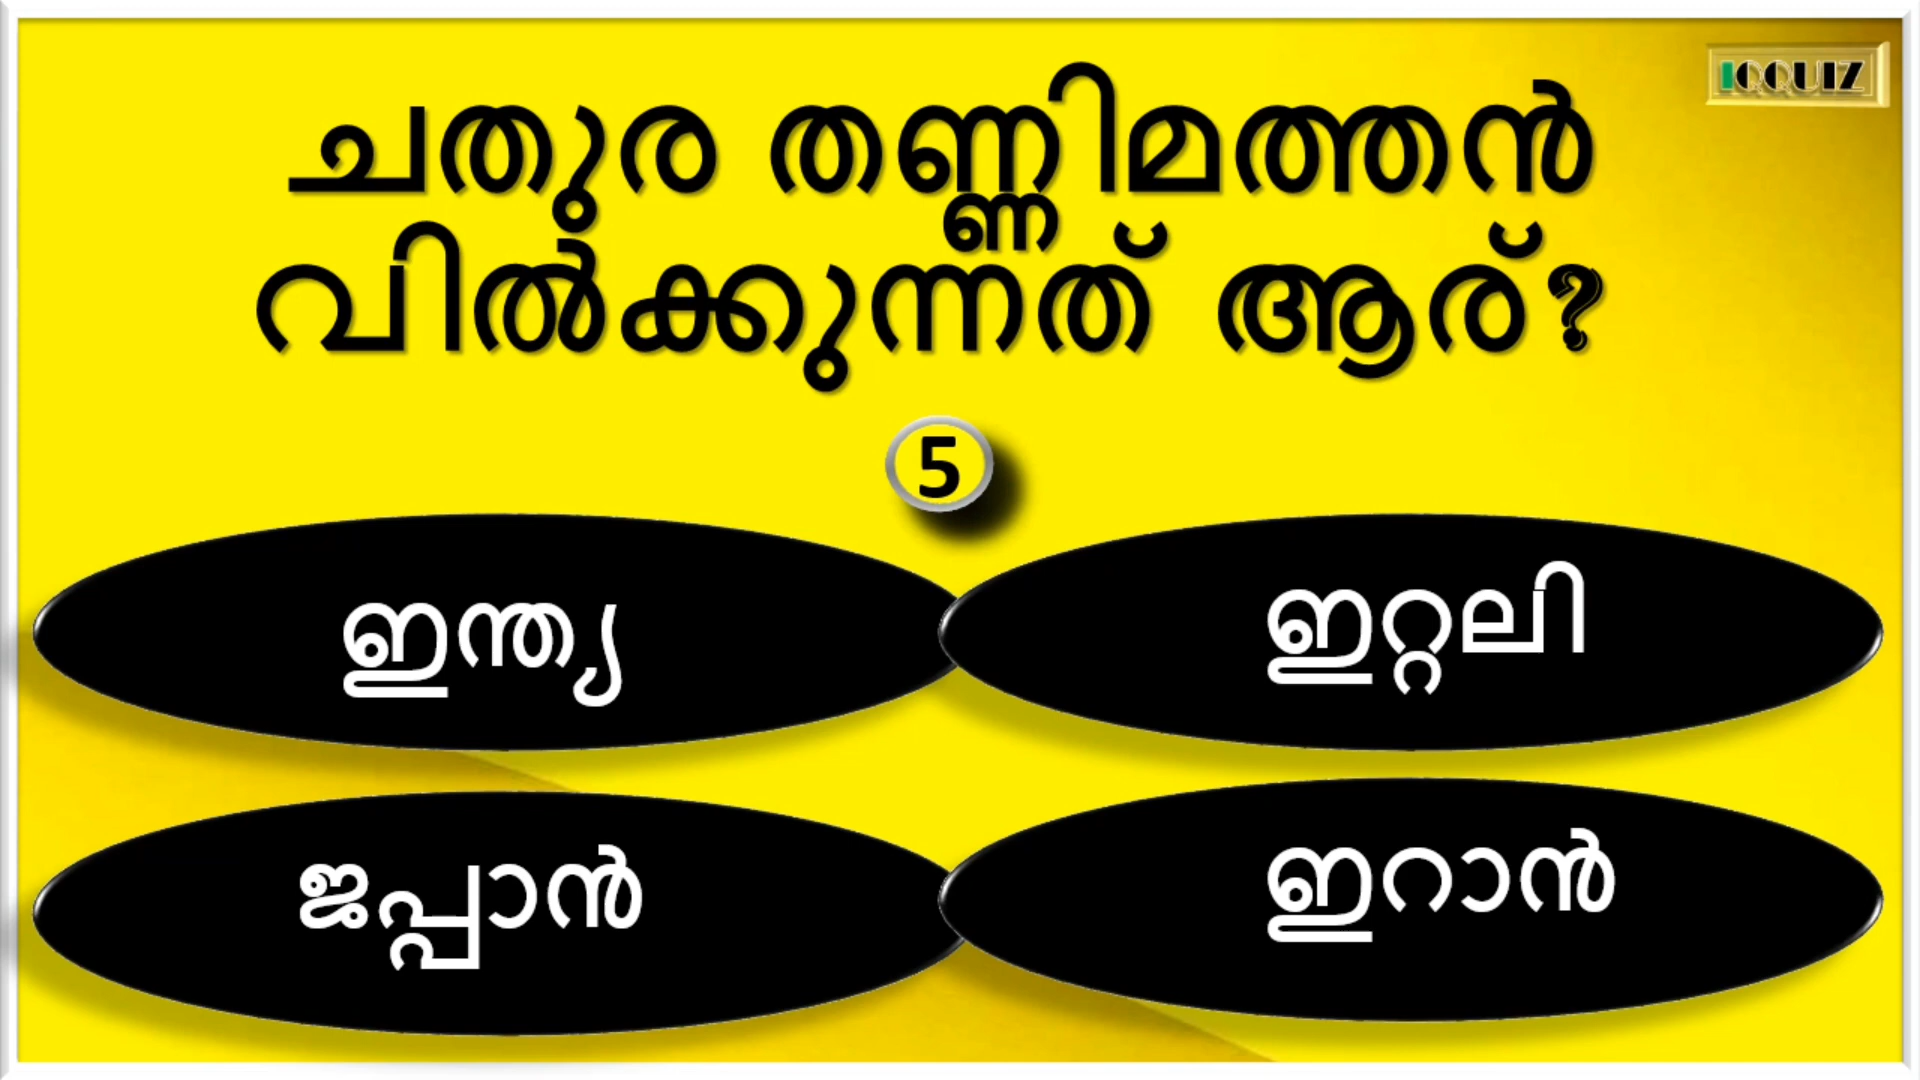 IQQUIZ
ചതുര തണ്ണിമത്തൻ
വിൽക്കുന്നത് ആര്?
5
ഇന്ത്യ
ഇറ്റലി
ജപ്പാൻ
ഇറാൻ